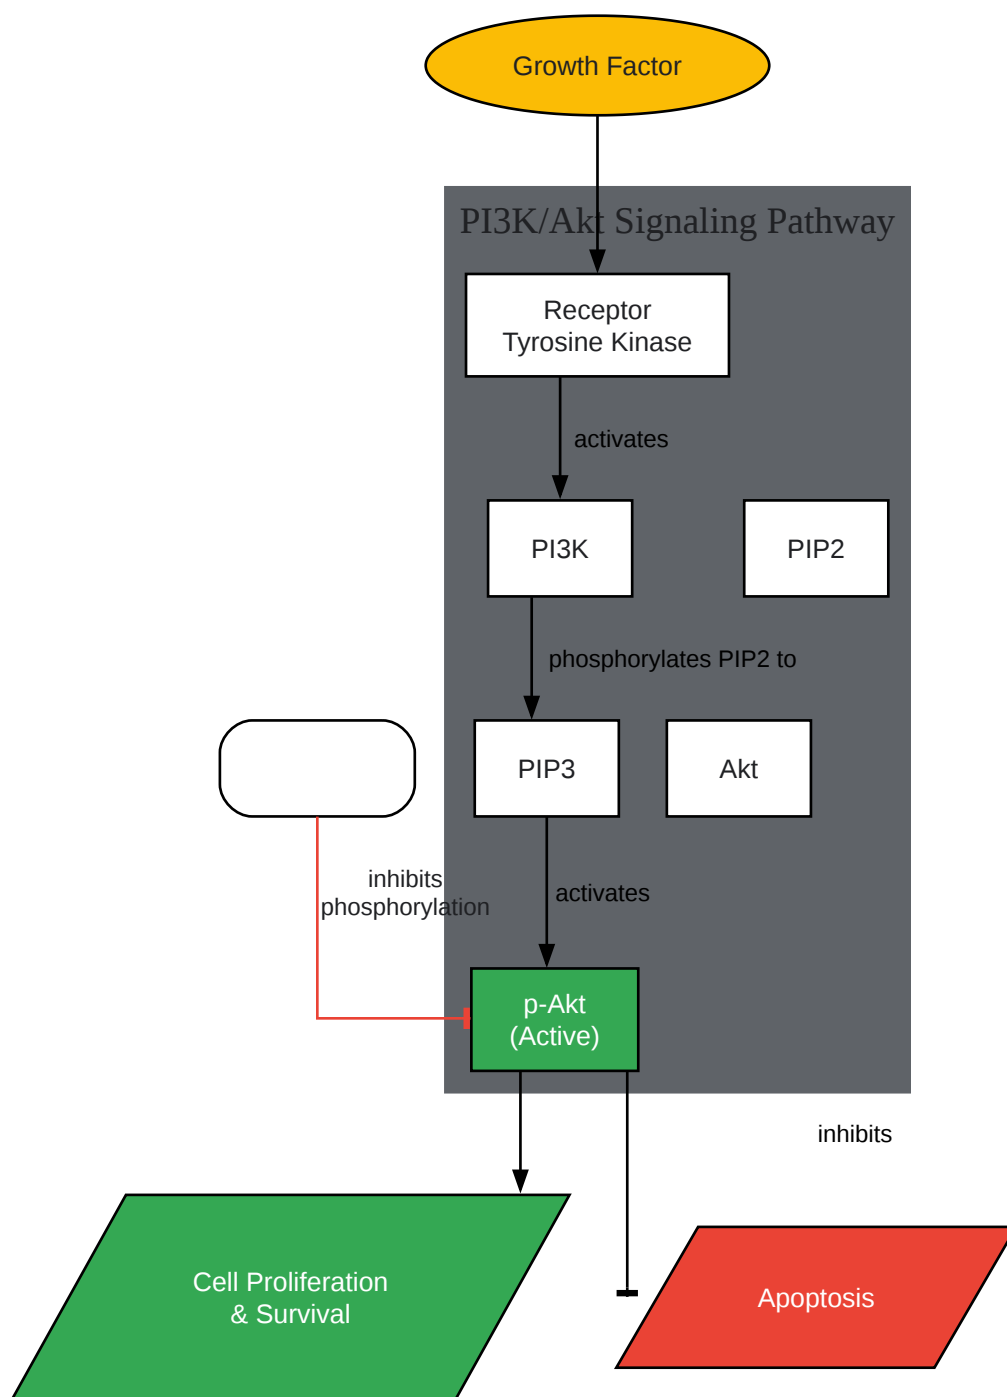 Growth Factor
PI3K/Akt Signaling Pathway
Receptor
Tyrosine Kinase
activates
PI3K
PIP2
phosphorylates PIP2 to
PIP3
Akt
inhibits
phosphorylation
activates
p-Akt
(Active)
inhibits
Cell Proliferation
& Survival
Apoptosis